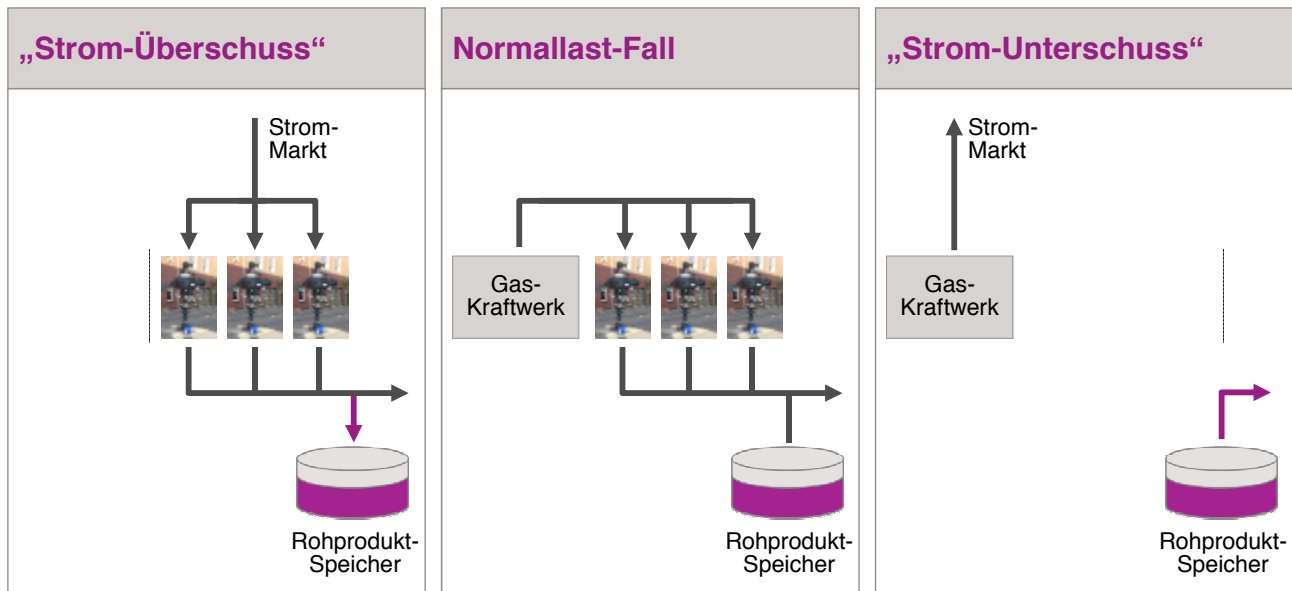 „Strom-Überschuss“
Strom-
Markt
Rohprodukt-
Speicher
Normallast-Fall
Gas-
Kraftwerk
Rohprodukt-
Speicher
„Strom-Unterschuss“
Strom-
Markt
Gas-
Kraftwerk
Rohprodukt-
Speicher